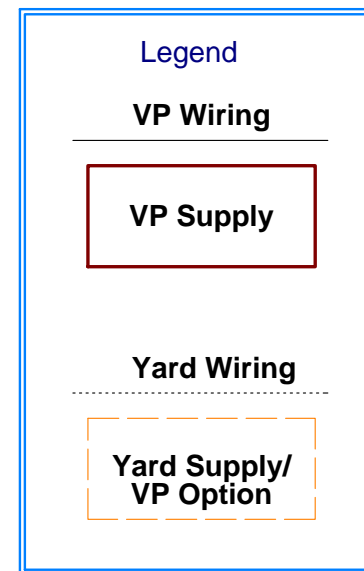 Legend
VP Wiring
VP Supply
Yard Wiring
Yard Supply/
VP Option